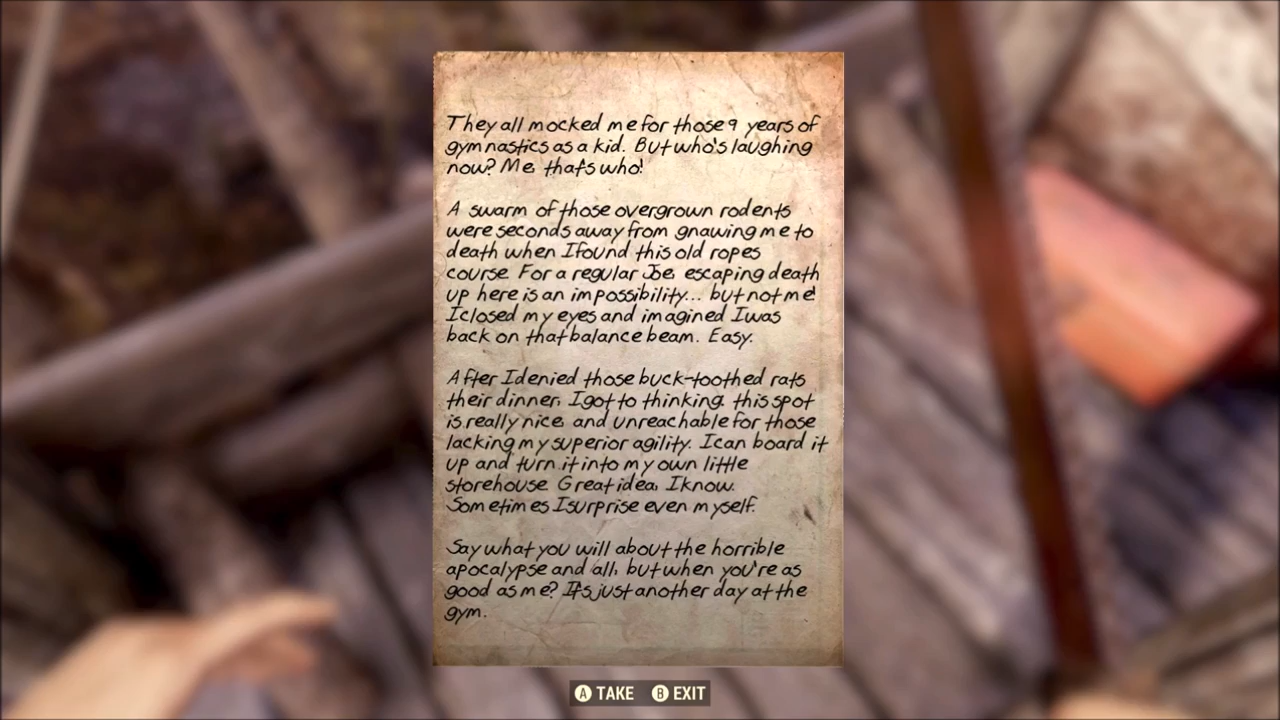 They all mocked me for those 9 years of
gymnastics as a kid. But who's laughing
now? Me, that's who!
A swarm of those overgrown rodents
were seconds away from gnawing me to
death when I found this old ropes
course. For a regular Joe, escaping death
up here is an impossibility... but not me!
I closed my eyes and imagined I was
back on that balance beam. Easy.
After I denied those buck-toothed rats
their dinner, I got to thinking, this spot
is really nice, and unreachable for those
lacking my superior agility. I can board it
up and turn it into my own little
storehouse. Great idea, I know.
Sometimes I surprise even myself.
Say what you will about the horrible
apocalypse and all, but when you're as
good as me? It's just another day at the
gym.
A TAKE B EXIT